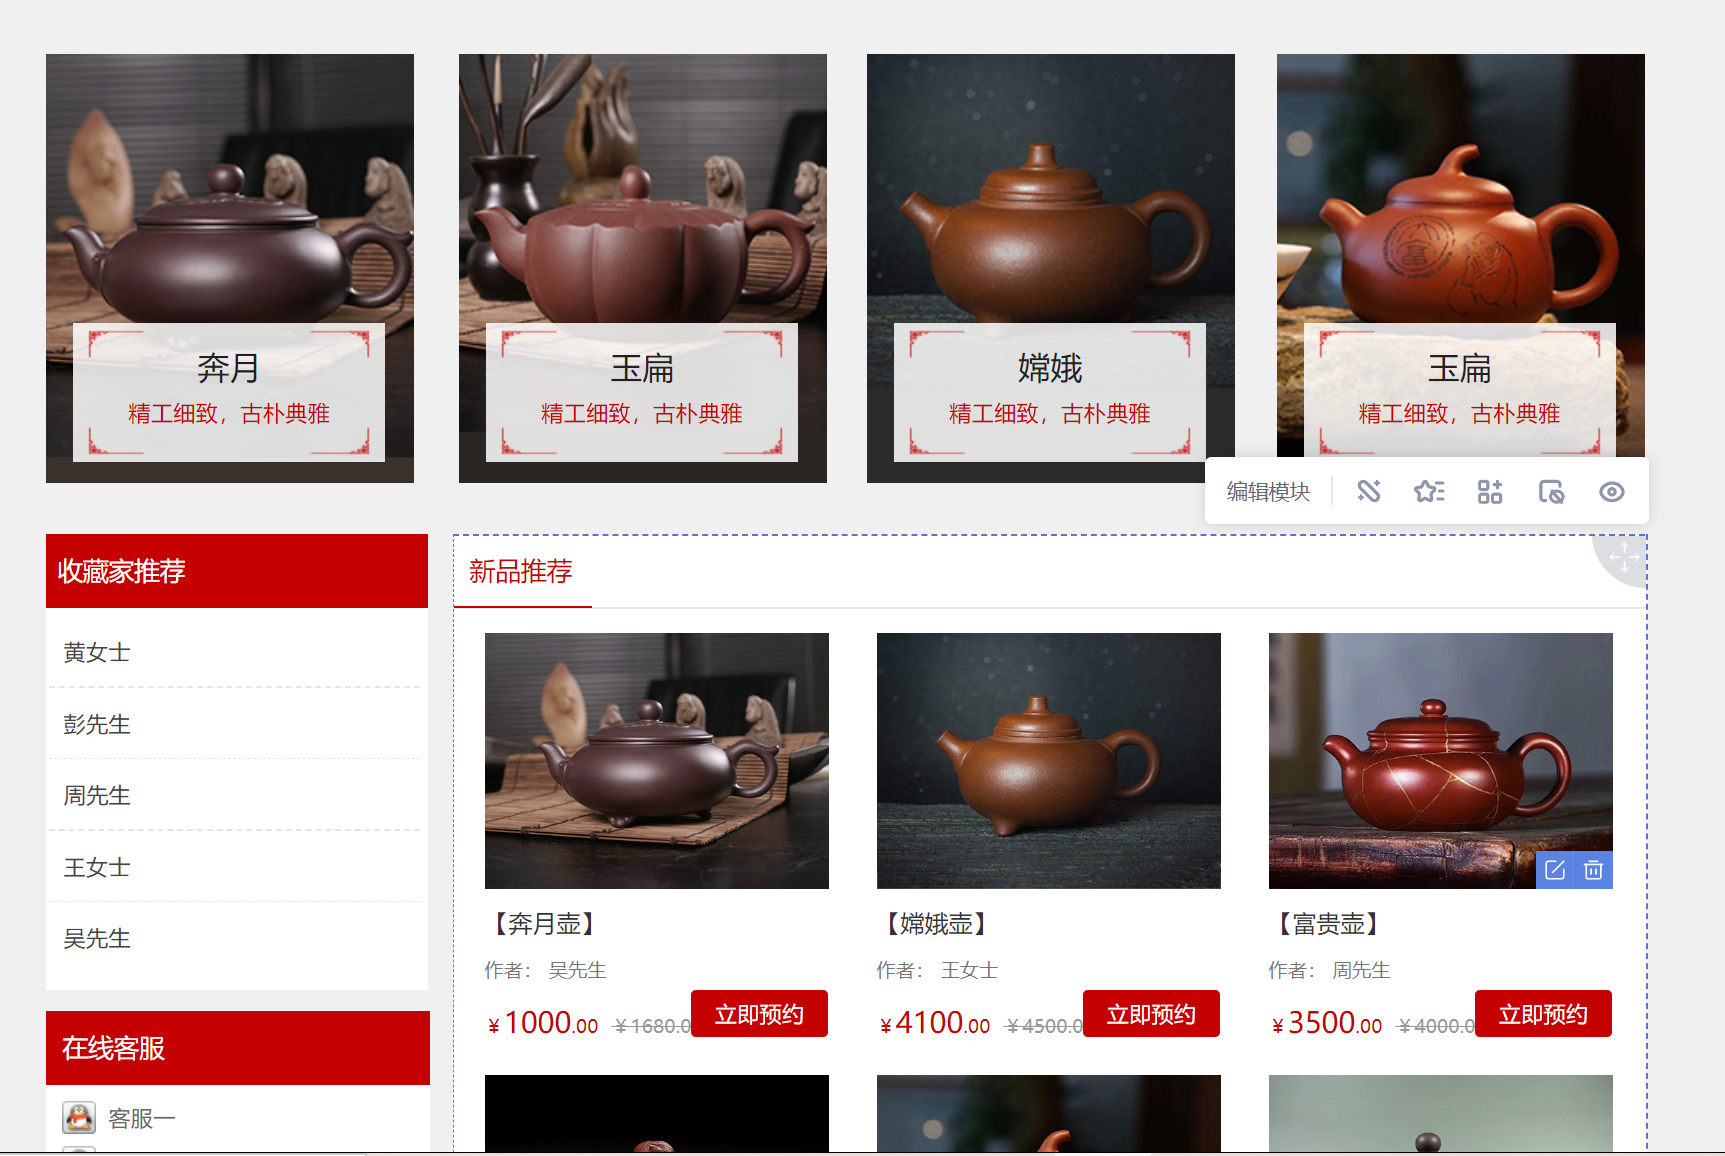 奔月
精工细致，古朴典雅
玉扁
精工细致，古朴典雅
嫦娥
精工细致，古朴典雅
玉扁
精工细致，古朴典雅
编辑模块
收藏家推荐
黄女士
彭先生
周先生
王女士
吴先生
在线客服
客服一
新品推荐
【奔月壶】
作者： 吴先生
¥1000.00 ¥1680.0 立即预约
【嫦娥壶】
作者： 王女士
¥4100.00 ¥4500.0 立即预约
【富贵壶】
作者： 周先生
¥3500.00 ¥4000.0 立即预约